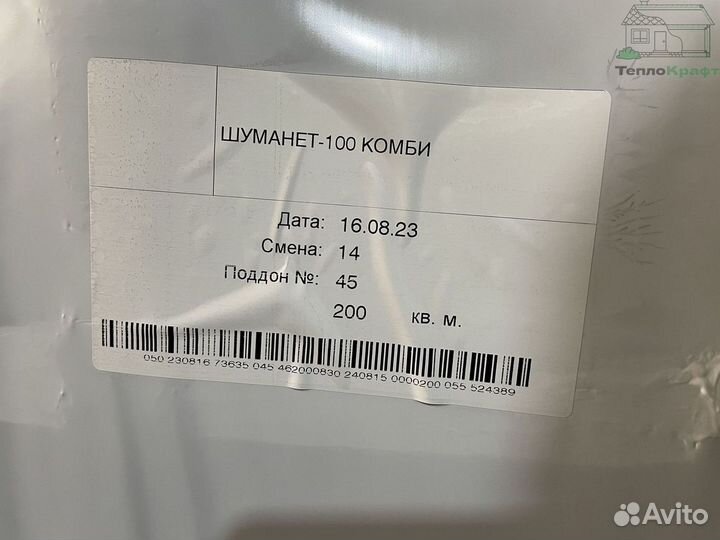 ТеплоКрафт
ШУМАНЕТ-100 КОМБИ
Дата: 16.08.23
Смена: 14
Поддон №: 45
200 кв. м.
050 230816 73635 045 462000830 240815 0000200 055 524389
Avito